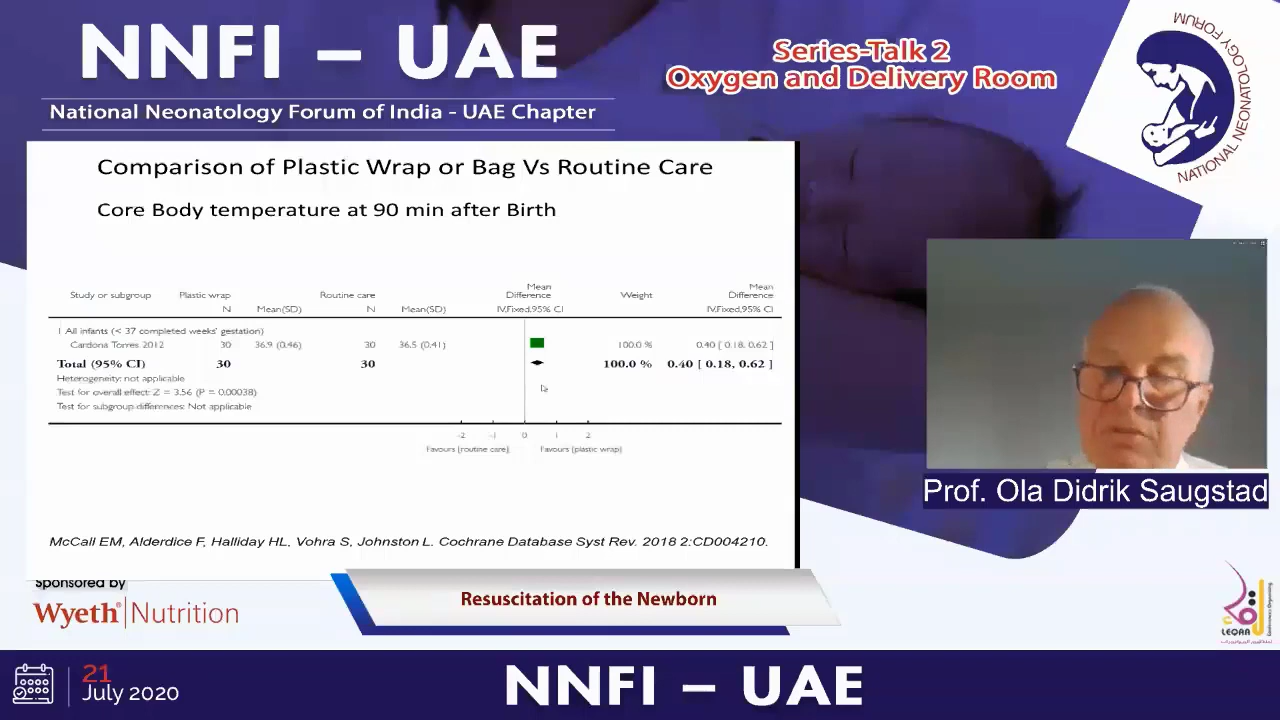 NNFI – UAE
National Neonatology Forum of India - UAE Chapter
Series-Talk 2
Oxygen and Delivery Room
NATIONAL NEONATOLOGY FORUM
Comparison of Plastic Wrap or Bag Vs Routine Care
Core Body temperature at 90 min after Birth
Study or subgroup Plastic wrap Routine care Mean Difference Weight Mean Difference
N Mean(SD) N Mean(SD) IV,Fixed,95% CI IV,Fixed,95% CI
1 All infants (< 37 completed weeks' gestation)
Cardona Torres 2012 30 36.9 (0.46) 30 36.5 (0.41) 100.0 % 0.40 [ 0.18, 0.62 ]
Total (95% CI) 30 30 100.0 % 0.40 [ 0.18, 0.62 ]
Heterogeneity: not applicable
Test for overall effect: Z = 3.56 (P = 0.00038)
Test for subgroup differences: Not applicable
-2 -1 0 1 2
Favours [routine care] Favours [plastic wrap]
McCall EM, Alderdice F, Halliday HL, Vohra S, Johnston L. Cochrane Database Syst Rev. 2018 2:CD004210.
Prof. Ola Didrik Saugstad
Sponsored by
Wyeth® Nutrition
Resuscitation of the Newborn
LEQAA
21
July 2020
NNFI – UAE